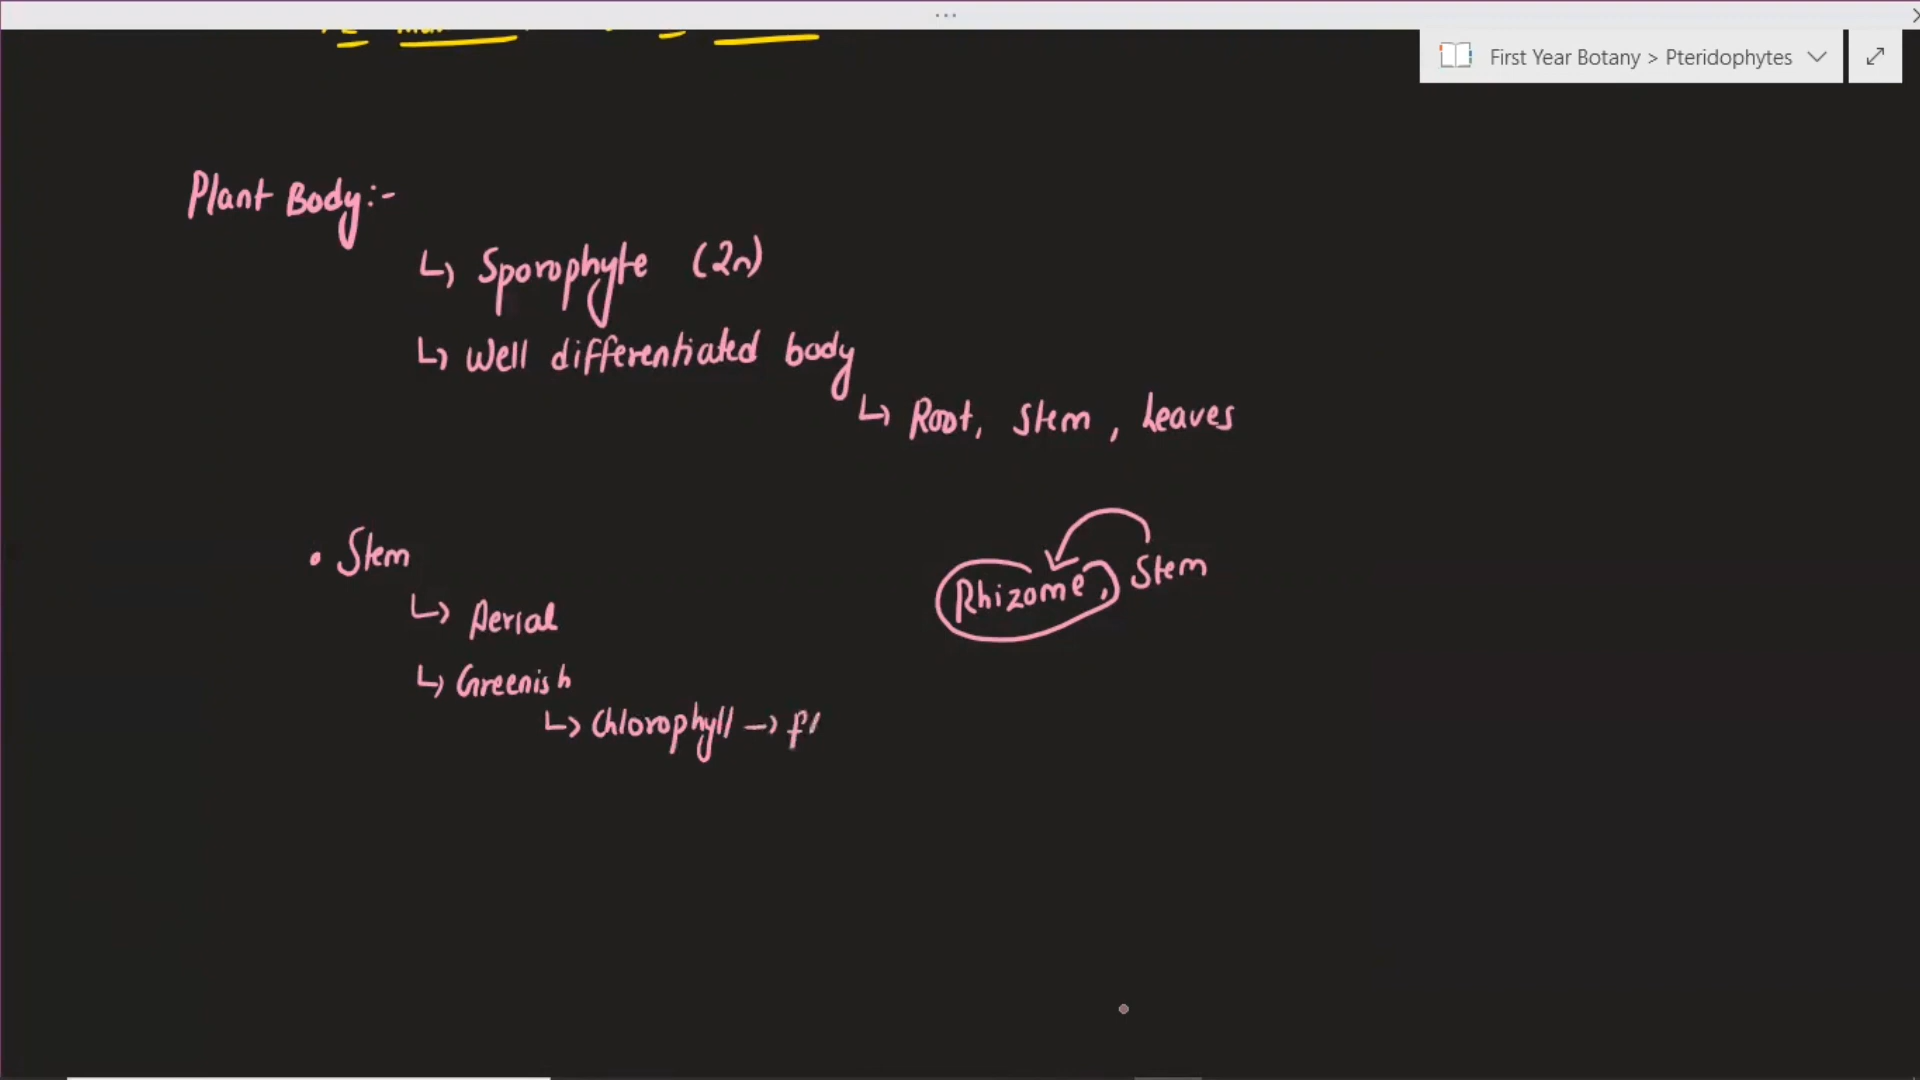 First Year Botany > Pteridophytes
Plant Body:-
↳ Sporophyte (2n)
↳ Well differentiated body
↳ Root, Stem, Leaves
• Stem
Rhizome, Stem
↳ Aerial
↳ Greenish
↳ Chlorophyll →